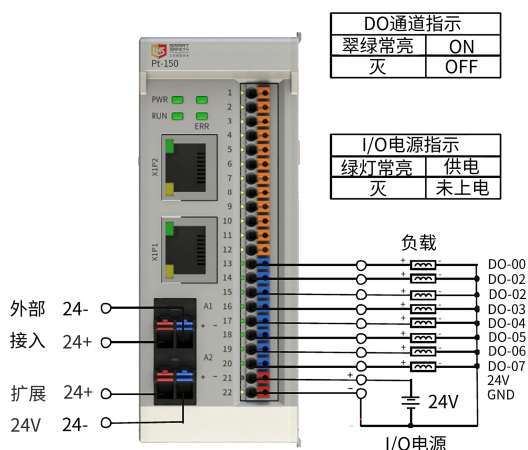 DO通道指示
翠绿常亮 ON
灭 OFF
I/O电源指示
绿灯常亮 供电
灭 未上电
SMART
SAFETY
Pt-150
PWR
RUN
ERR
X1P2
X1P1
1
2
3
4
5
6
7
8
9
10
11
12
13
14
15
16
17
18
19
20
21
22
A1
+ -
A2
+ -
外部 24-
接入 24+
扩展 24+
24V 24-
负载
+ - DO-00
+ - DO-02
+ - DO-02
+ - DO-03
+ - DO-04
+ - DO-05
+ - DO-06
+ - DO-07
+ 24V
- GND
24V
I/O电源